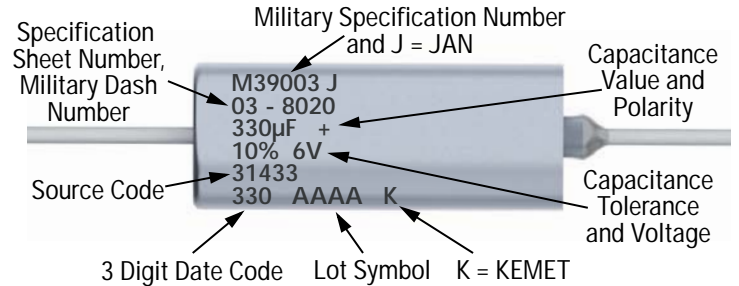 Military Specification Number
and J = JAN
Specification
Sheet Number,
Military Dash
Number
Capacitance
Value and
Polarity
M39003 J
03 - 8020
330µF +
10% 6V
31433
330 AAAA K
Source Code
Capacitance
Tolerance
and Voltage
3 Digit Date Code
Lot Symbol
K = KEMET